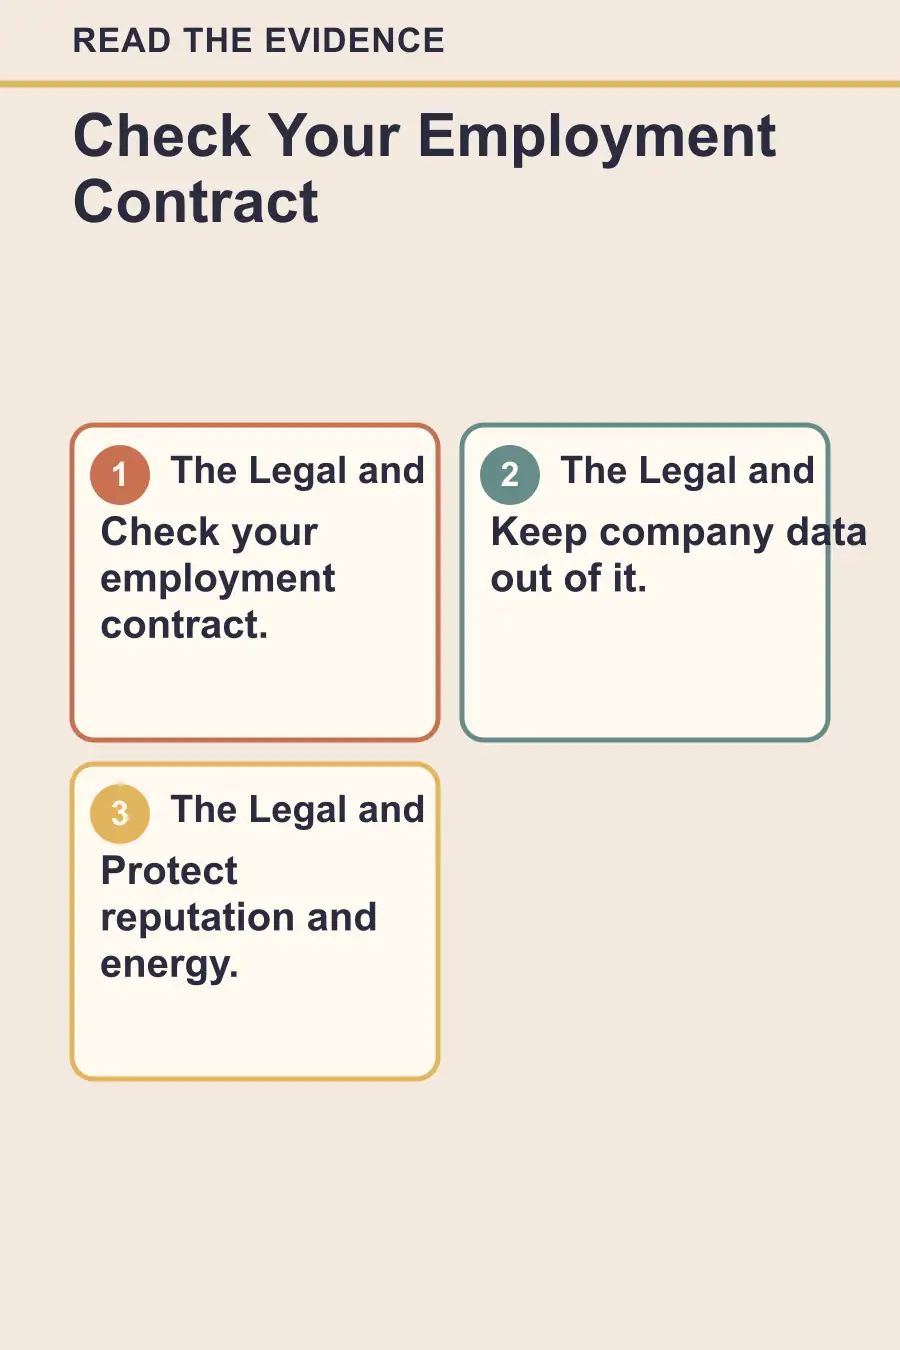 READ THE EVIDENCE
Check Your Employment
Contract
1 The Legal and
Check your
employment
contract.
2 The Legal and
Keep company data
out of it.
3 The Legal and
Protect
reputation and
energy.